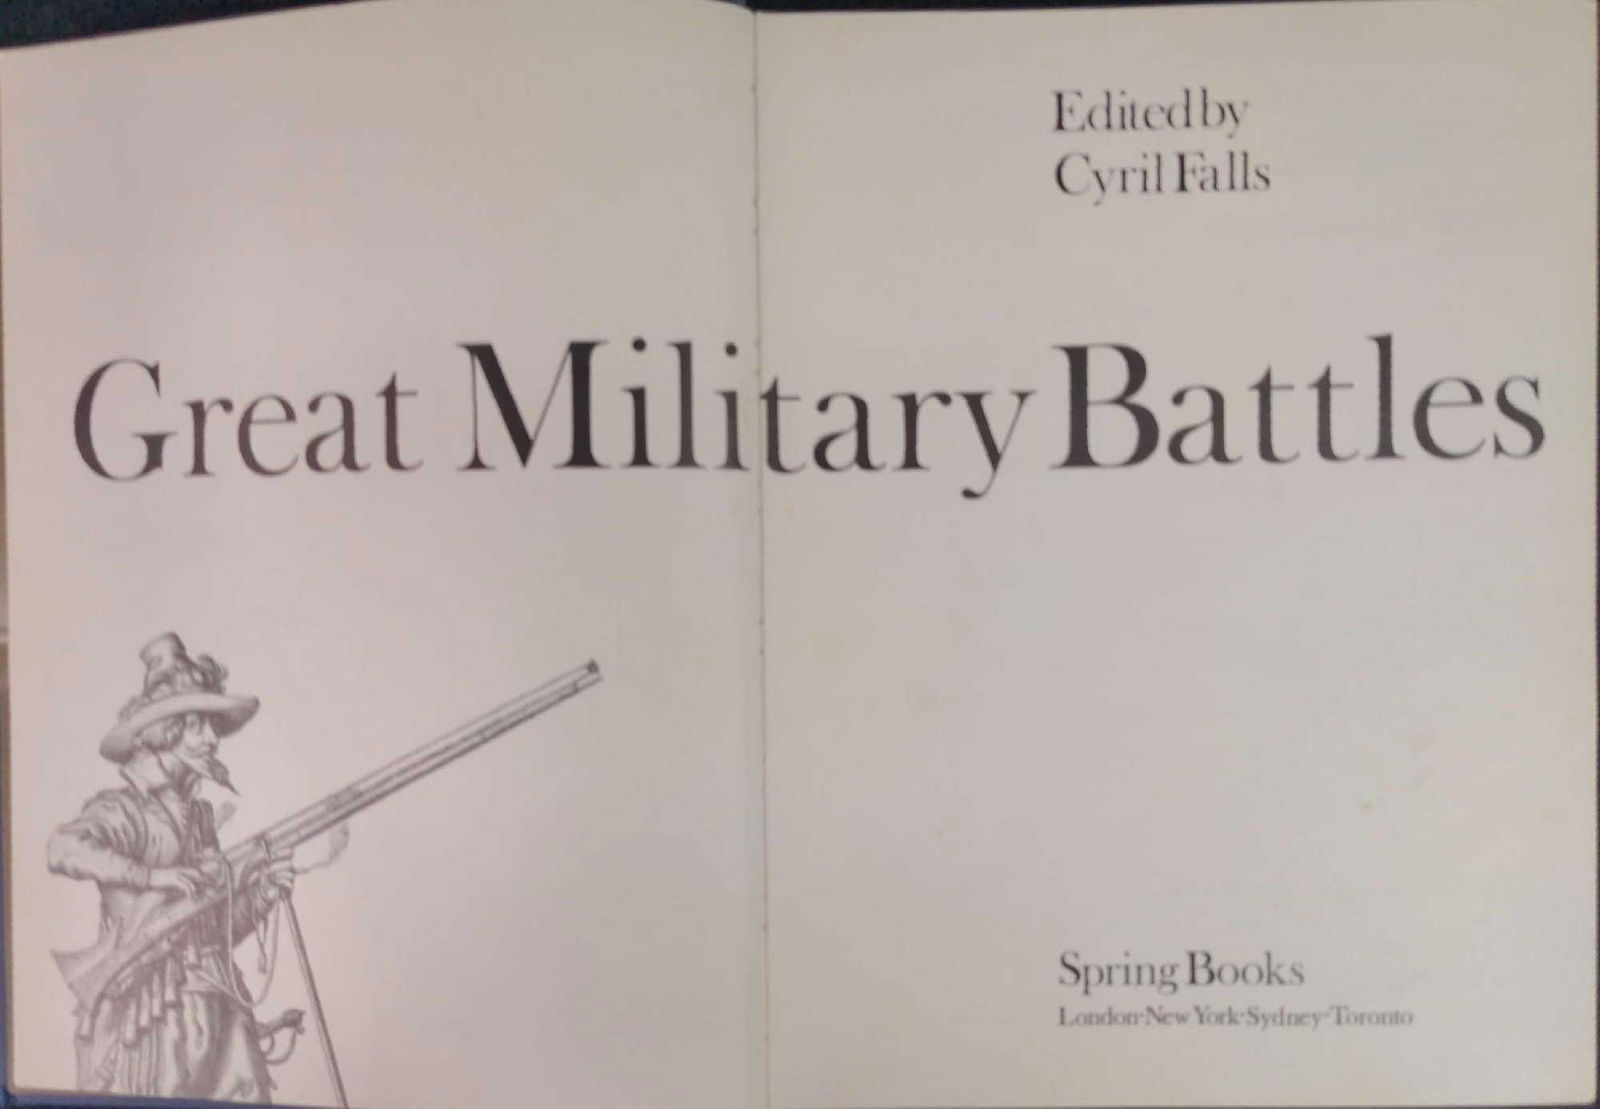 Edited by
Cyril Falls
Great Military Battles
Spring Books
London·New York·Sydney·Toronto